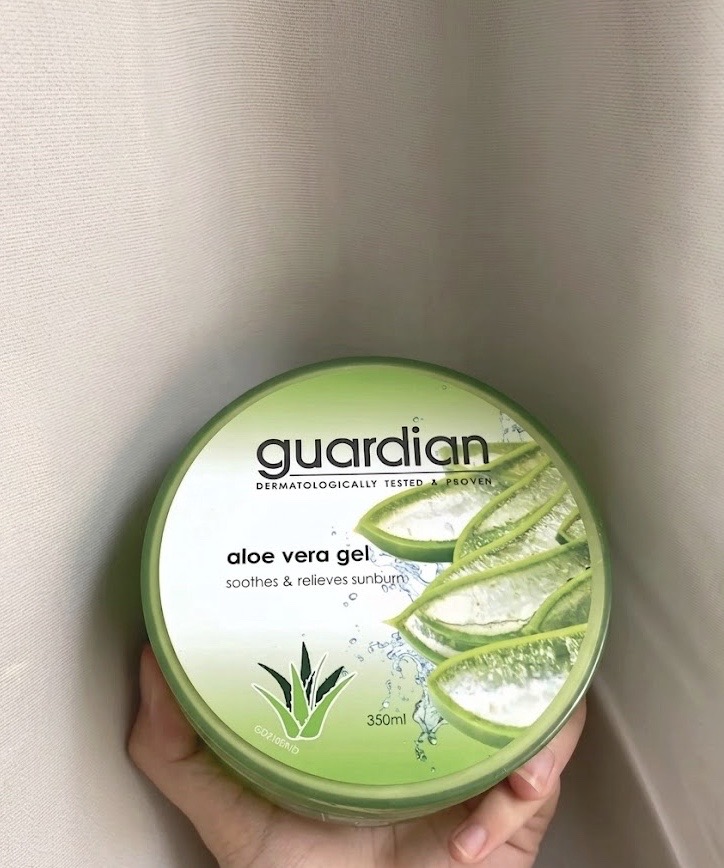 guardian
DERMATOLOGICALLY TESTED & PROVEN
aloe vera gel
soothes & relieves sunburn
350ml